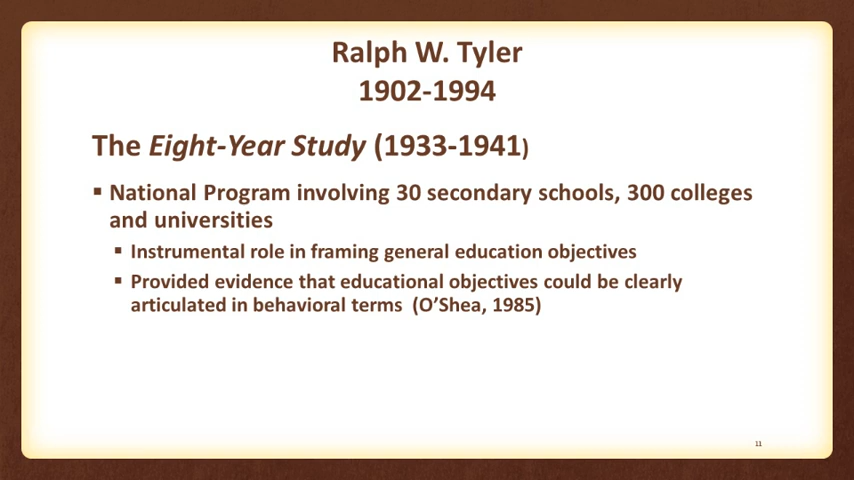 Ralph W. Tyler
1902-1994
The Eight-Year Study (1933-1941)
▪ National Program involving 30 secondary schools, 300 colleges
and universities
▪ Instrumental role in framing general education objectives
▪ Provided evidence that educational objectives could be clearly
articulated in behavioral terms (O’Shea, 1985)
11